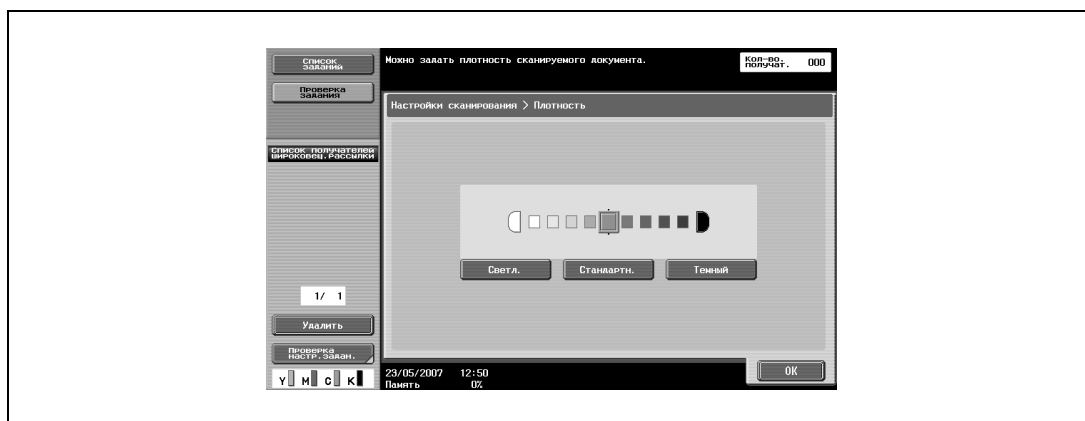 Список
заданий
Можно задать плотность сканируемого документа.
Кол-во.
получат. 000
Проверка
задания
Настройки сканирования > Плотность
Список получателей
широковещ.рассылки
Светл. Стандартн. Темный
1/ 1
Удалить
Проверка
настр.задан.
Y M C K
23/05/2007 12:50
Память 0%
OK